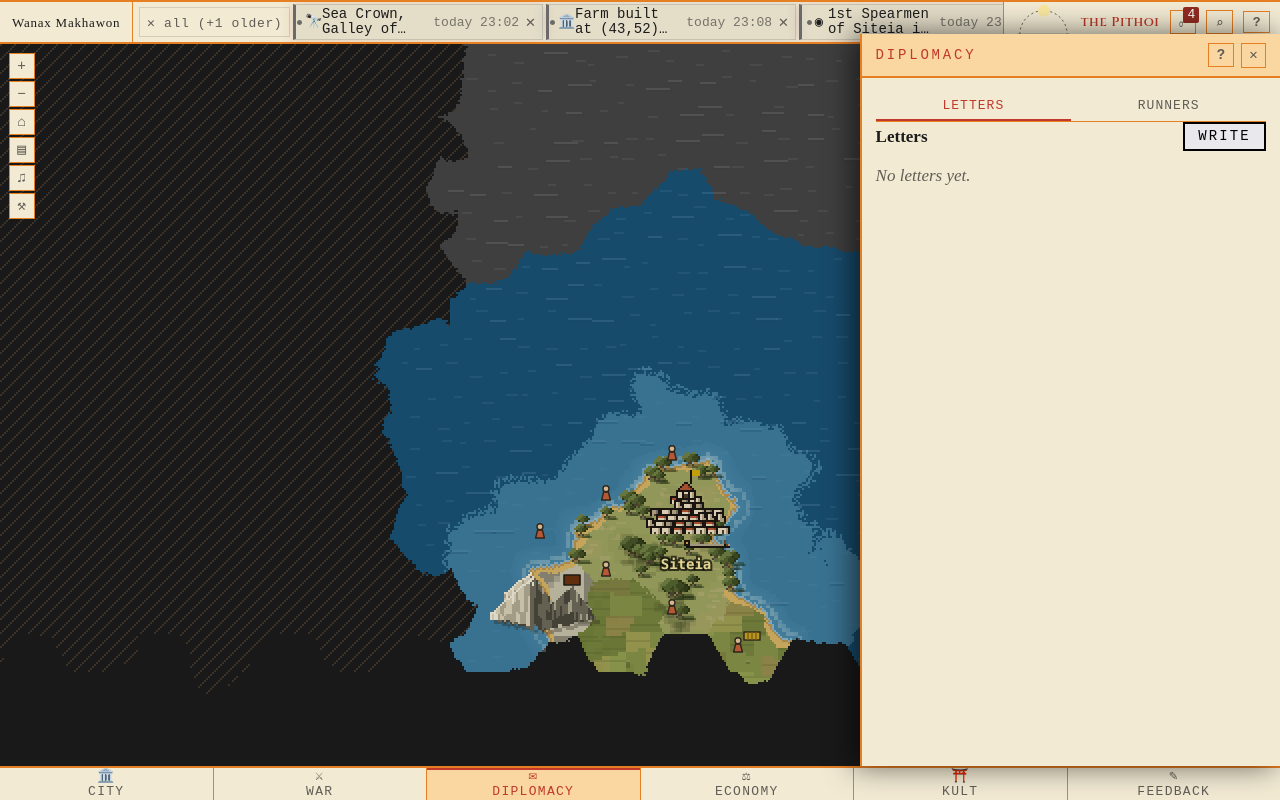 Wanax Makhawon
× all (+1 older)
Sea Crown,
Galley of…
today 23:02 ×
Farm built
at (43,52)…
today 23:08 ×
1st Spearmen
of Siteia i…
today 23
THE PITHOI
4
?
DIPLOMACY
?
×
LETTERS
RUNNERS
Letters
WRITE
No letters yet.
+
−
Siteia
CITY
WAR
DIPLOMACY
ECONOMY
KULT
FEEDBACK